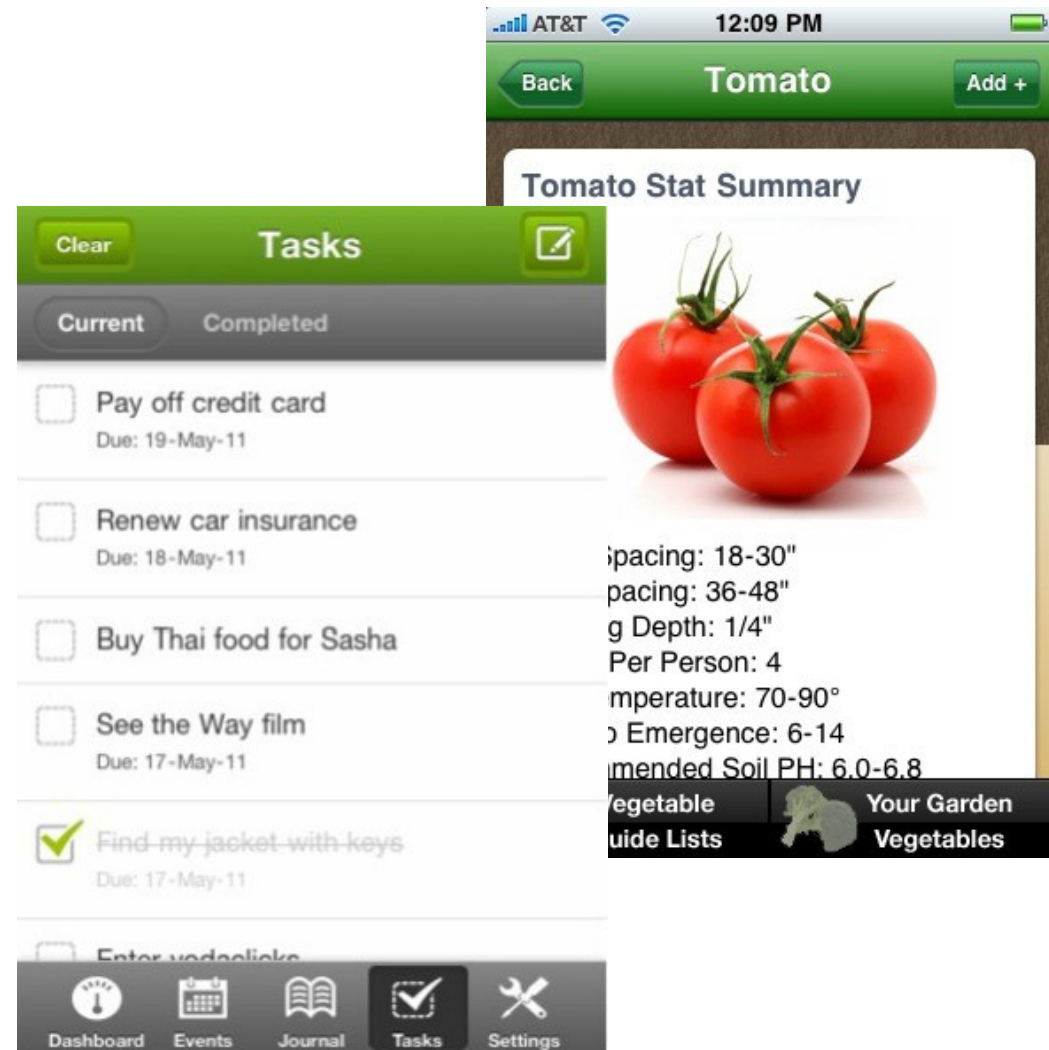 AT&T 12:09 PM
Back Tomato Add +
Tomato Stat Summary
Spacing: 18-30"
pacing: 36-48"
g Depth: 1/4"
Per Person: 4
mperature: 70-90°
o Emergence: 6-14
mmended Soil PH: 6.0-6.8
Vegetable
uide Lists
Your Garden
Vegetables
Clear Tasks
Current Completed
Pay off credit card
Due: 19-May-11
Renew car insurance
Due: 18-May-11
Buy Thai food for Sasha
See the Way film
Due: 17-May-11
Find my jacket with keys
Due: 17-May-11
Enter vodaclicks
Dashboard Events Journal Tasks Settings